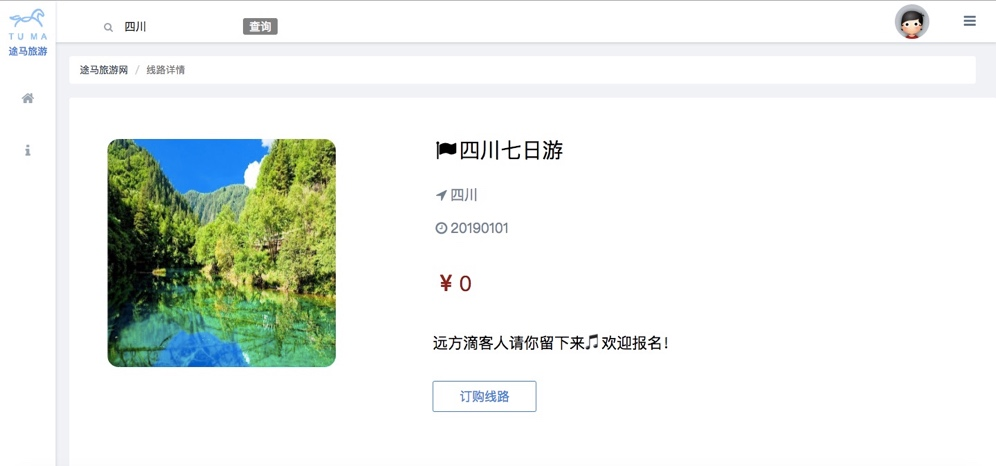 TU MA
途马旅游
四川
查询
途马旅游网 / 线路详情
四川七日游
四川
20190101
¥ 0
远方滴客人请你留下来🎵欢迎报名！
订购线路